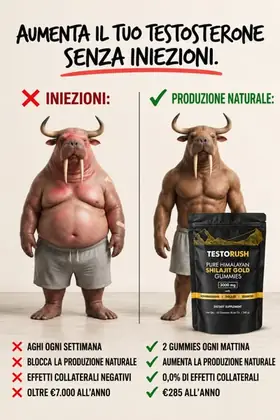 AUMENTA IL TUO TESTOSTERONE
SENZA INIEZIONI.
INIEZIONI:
PRODUZIONE NATURALE:
TESTORUSH
PURE HIMALAYAN
SHILAJIT GOLD
GUMMIES
DIETARY SUPPLEMENT
AGHI OGNI SETTIMANA
BLOCCA LA PRODUZIONE NATURALE
EFFETTI COLLATERALI NEGATIVI
OLTRE €7.000 ALL'ANNO
2 GUMMIES OGNI MATTINA
AUMENTA LA PRODUZIONE NATURALE
0,0% DI EFFETTI COLLATERALI
€285 ALL'ANNO